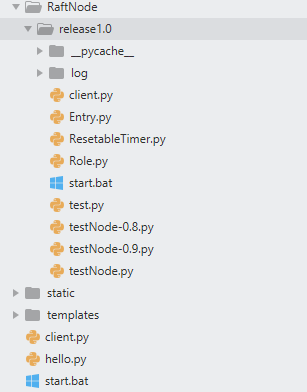 RaftNode
release1.0
__pycache__
log
client.py
Entry.py
ResetableTimer.py
Role.py
start.bat
test.py
testNode-0.8.py
testNode-0.9.py
testNode.py
static
templates
client.py
hello.py
start.bat